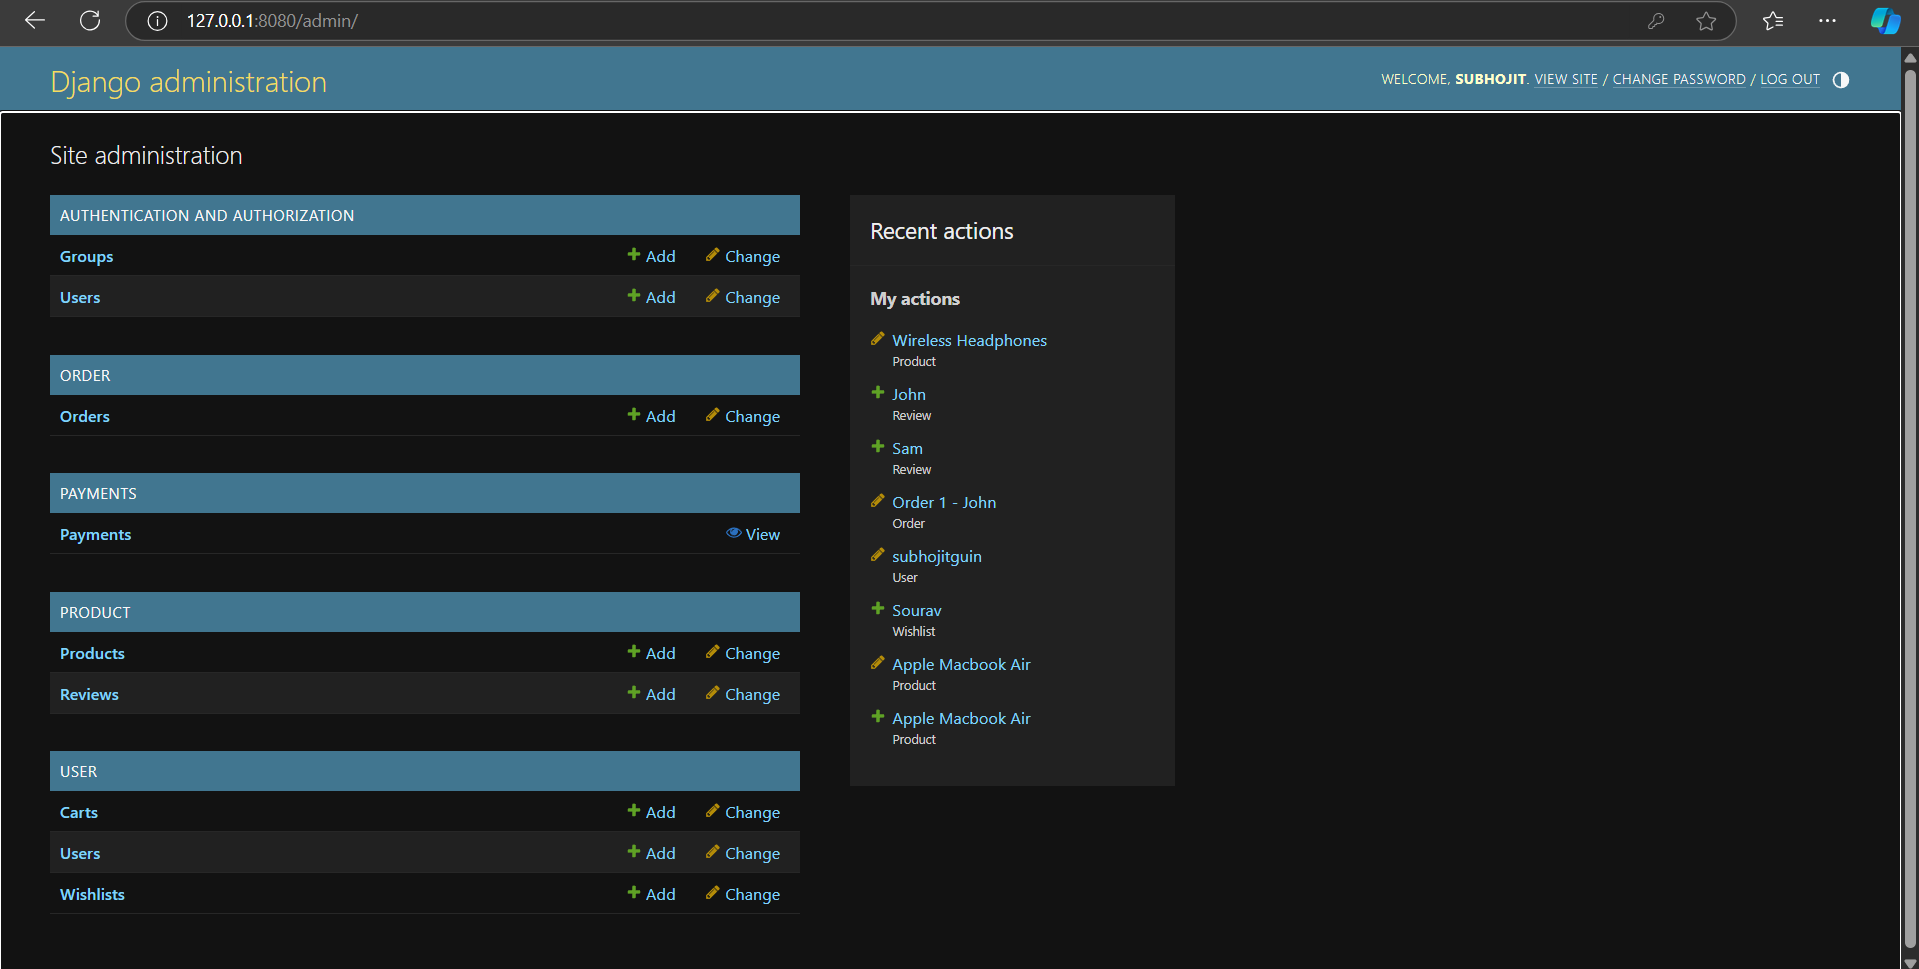 127.0.0.1:8080/admin/
Django administration
WELCOME, SUBHOJIT. VIEW SITE / CHANGE PASSWORD / LOG OUT
Site administration
AUTHENTICATION AND AUTHORIZATION
Groups Add Change
Users Add Change
ORDER
Orders Add Change
PAYMENTS
Payments View
PRODUCT
Products Add Change
Reviews Add Change
USER
Carts Add Change
Users Add Change
Wishlists Add Change
Recent actions
My actions
Wireless Headphones
Product
John
Review
Sam
Review
Order 1 - John
Order
subhojitguin
User
Sourav
Wishlist
Apple Macbook Air
Product
Apple Macbook Air
Product